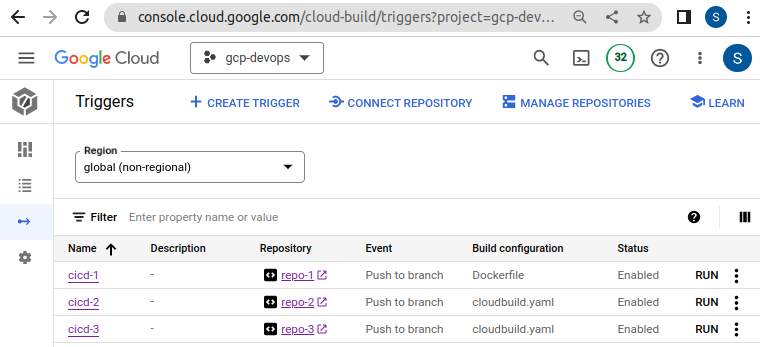 console.cloud.google.com/cloud-build/triggers?project=gcp-dev... S
Google Cloud gcp-devops 32 S
Triggers CREATE TRIGGER CONNECT REPOSITORY MANAGE REPOSITORIES LEARN
Region
global (non-regional)
Filter Enter property name or value
Name Description Repository Event Build configuration Status
cicd-1 - repo-1 Push to branch Dockerfile Enabled RUN
cicd-2 - repo-2 Push to branch cloudbuild.yaml Enabled RUN
cicd-3 - repo-3 Push to branch cloudbuild.yaml Enabled RUN